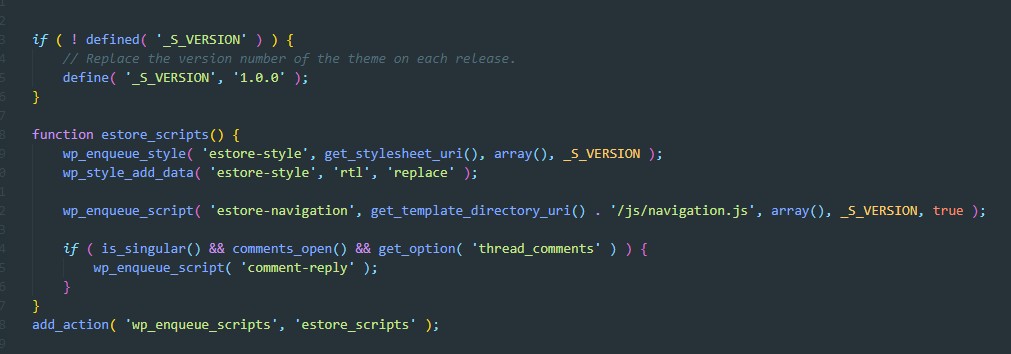 if ( ! defined( '_S_VERSION' ) ) {
    // Replace the version number of the theme on each release.
    define( '_S_VERSION', '1.0.0' );
}
function estore_scripts() {
    wp_enqueue_style( 'estore-style', get_stylesheet_uri(), array(), _S_VERSION );
    wp_style_add_data( 'estore-style', 'rtl', 'replace' );
    wp_enqueue_script( 'estore-navigation', get_template_directory_uri() . '/js/navigation.js', array(), _S_VERSION, true );
    if ( is_singular() && comments_open() && get_option( 'thread_comments' ) ) {
        wp_enqueue_script( 'comment-reply' );
    }
}
add_action( 'wp_enqueue_scripts', 'estore_scripts' );